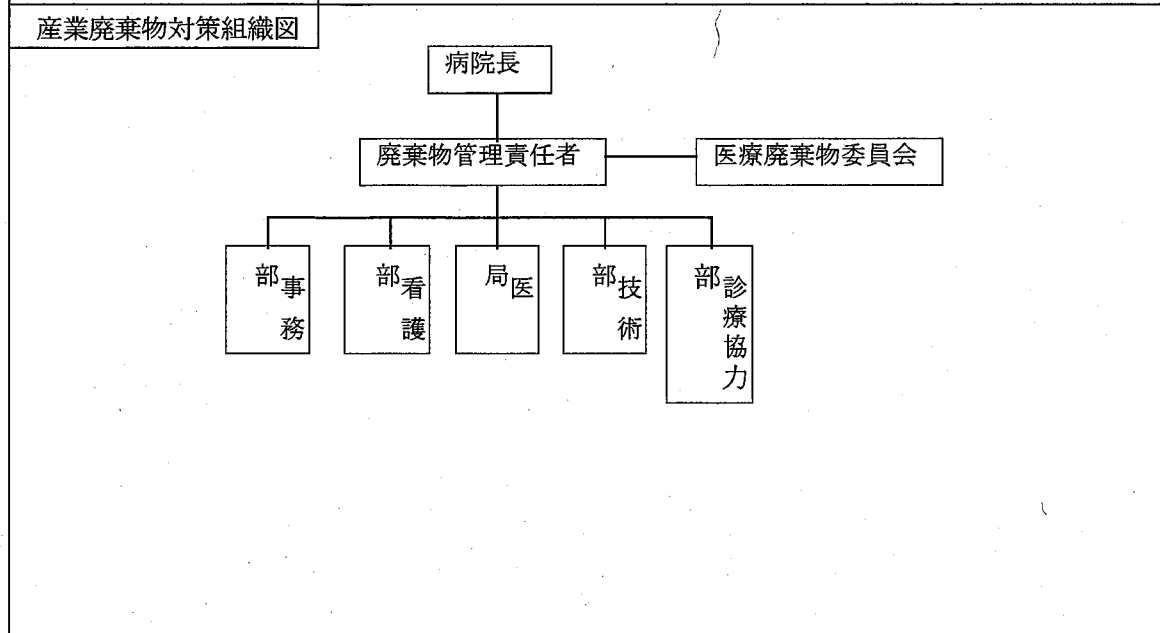 産業廃棄物対策組織図
病院長
廃棄物管理責任者
医療廃棄物委員会
事務
部
看護
部
医
局
技術
部
診療協力
部